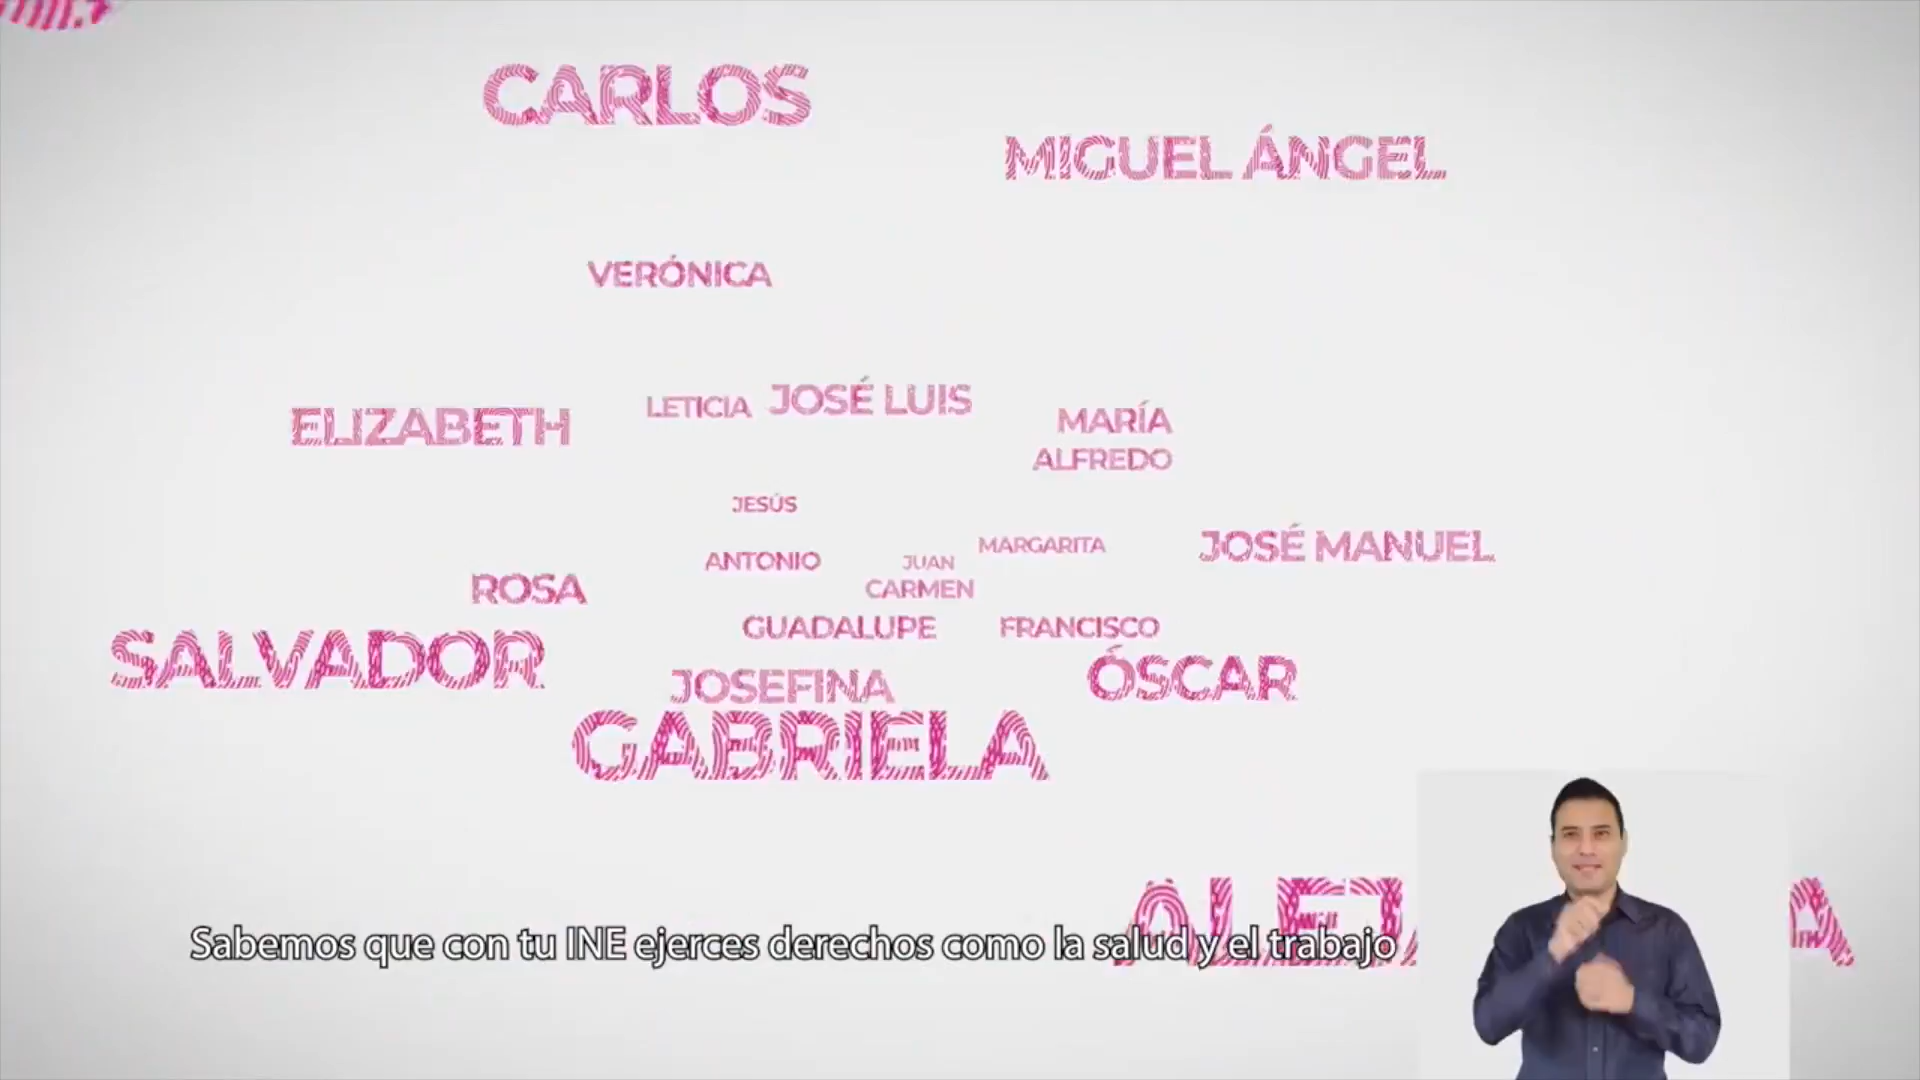 CARLOS
MIGUEL ÁNGEL
VERÓNICA
JOSÉ LUIS
LETICIA
ELIZABETH
MARÍA
ALFREDO
JESÚS
MARGARITA
JOSÉ MANUEL
ANTONIO
JUAN
CARMEN
ROSA
GUADALUPE
FRANCISCO
SALVADOR
ÓSCAR
JOSEFINA
GABRIELA
Sabemos que con tu INE ejerces derechos como la salud y el trabajo